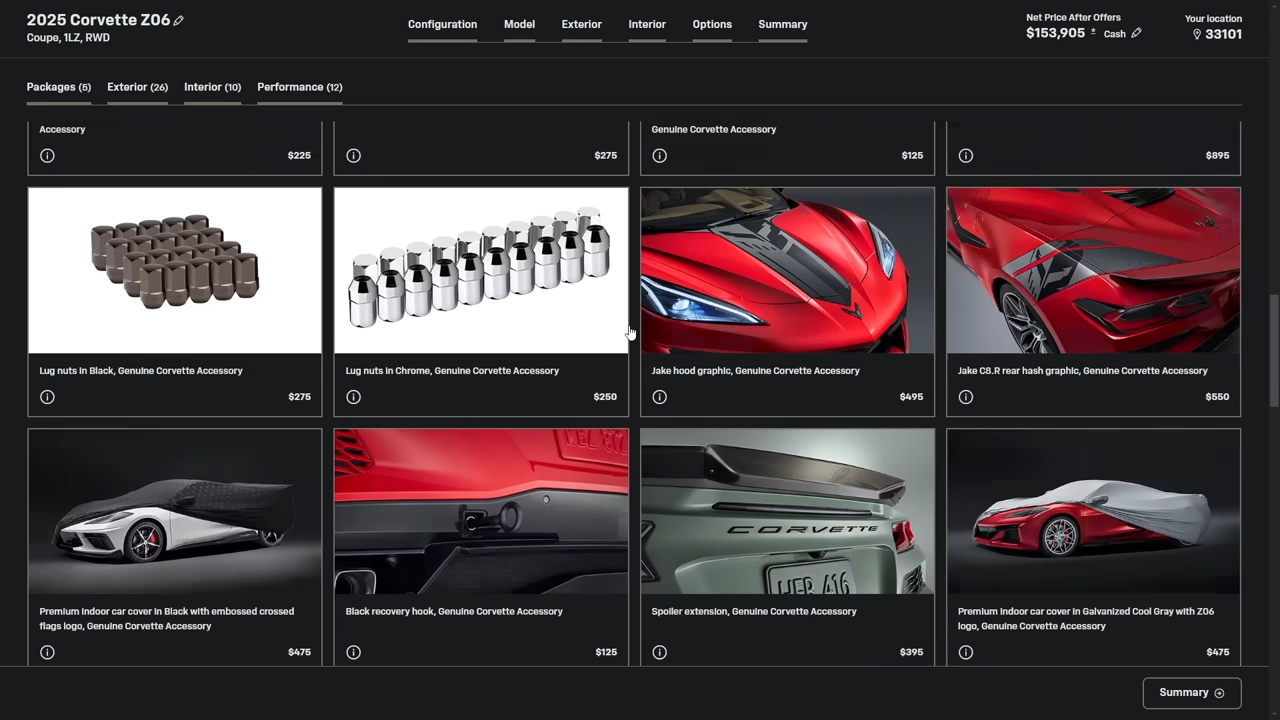 2025 Corvette Z06
Coupe, 1LZ, RWD
Configuration
Model
Exterior
Interior
Options
Summary
Net Price After Offers
$153,905 * Cash
Your location
33101
Packages (5)
Exterior (26)
Interior (10)
Performance (12)
Accessory
$225
$275
Genuine Corvette Accessory
$125
$895
Lug nuts in Black, Genuine Corvette Accessory
$275
Lug nuts in Chrome, Genuine Corvette Accessory
$250
Jake hood graphic, Genuine Corvette Accessory
$495
Jake C8.R rear hash graphic, Genuine Corvette Accessory
$550
CORVETTE
HER 416
Premium indoor car cover in Black with embossed crossed
flags logo, Genuine Corvette Accessory
$475
Black recovery hook, Genuine Corvette Accessory
$125
Spoiler extension, Genuine Corvette Accessory
$395
Premium indoor car cover in Galvanized Cool Gray with Z06
logo, Genuine Corvette Accessory
$475
Summary